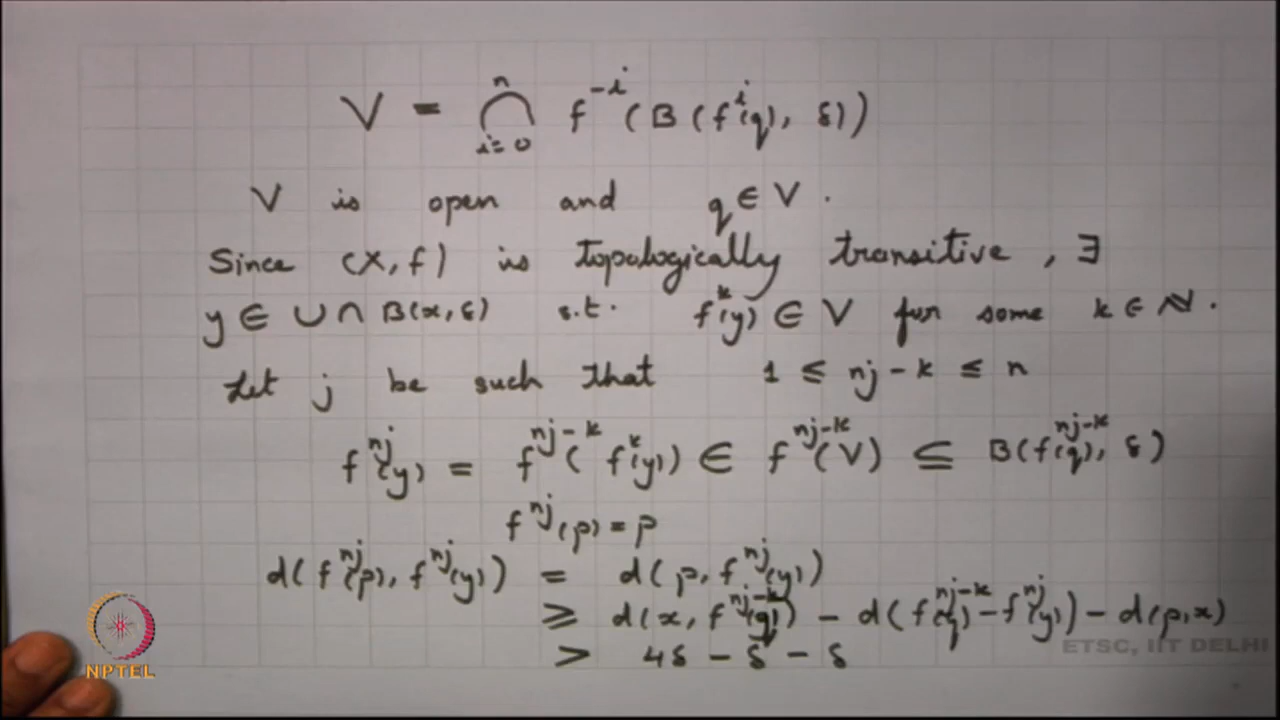 V = ⋂_{i=0}^{n} f^{-i}(B(f^{i}(q), δ))
V is open and q ∈ V.
Since (X, f) is topologically transitive, ∃
y ∈ U ∩ B(x, δ) s.t. f^{k}(y) ∈ V for some k ∈ N.
Let j be such that 1 ≤ nj-k ≤ n
f^{nj}(y) = f^{nj-k}(f^{k}(y)) ∈ f^{nj-k}(V) ⊆ B(f^{nj-k}(q), δ)
f^{nj}(p) = p
d(f^{nj}(p), f^{nj}(y)) = d(p, f^{nj}(y))
≥ d(x, f^{nj-k}(q)) - d(f^{nj-k}(q) - f^{nj}(y)) - d(p, x)
> 4δ - δ - δ
ETSC, IIT DELHI
NPTEL